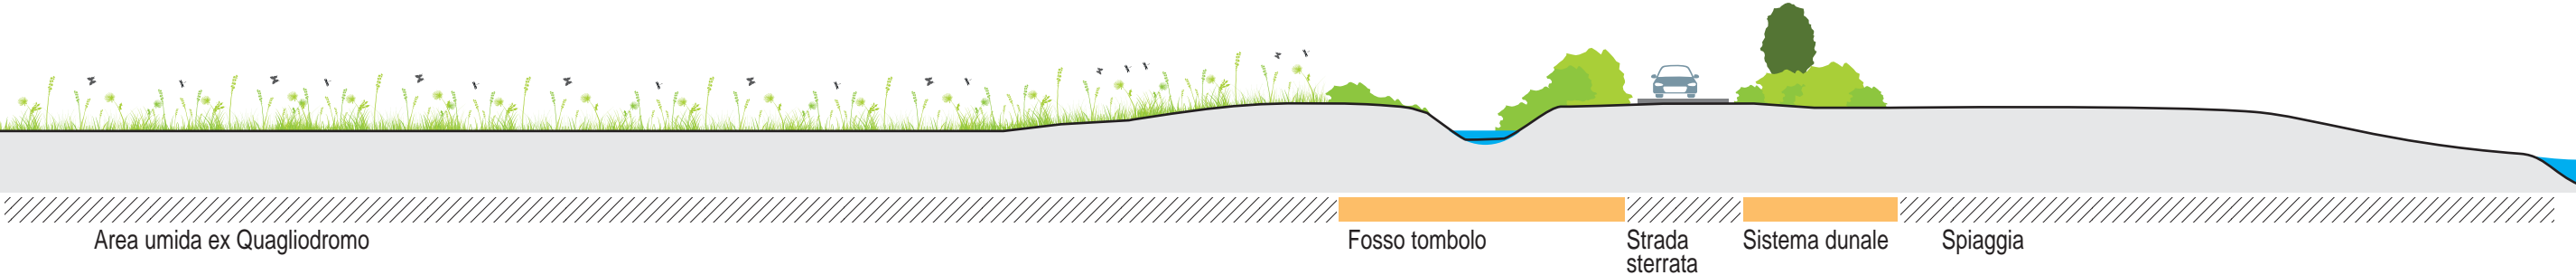 Area umida ex Quagliodromo
Fosso tombolo
Strada
sterrata
Sistema dunale
Spiaggia